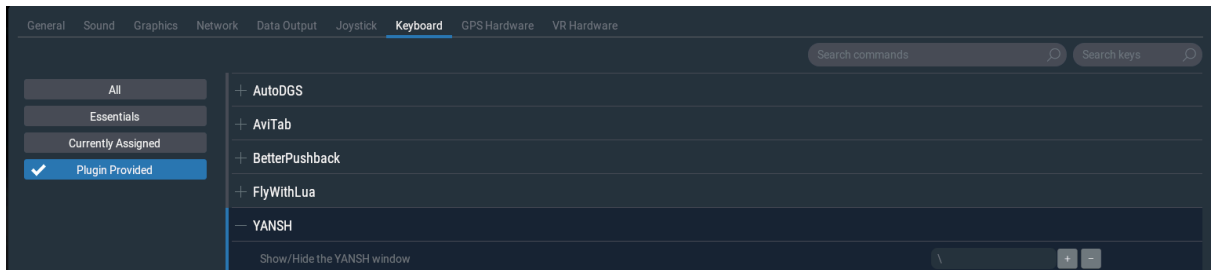 General Sound Graphics Network Data Output Joystick Keyboard GPS Hardware VR Hardware
Search commands Search keys
All
Essentials
Currently Assigned
Plugin Provided
AutoDGS
AviTab
BetterPushback
FlyWithLua
YANSH
Show/Hide the YANSH window \ + −